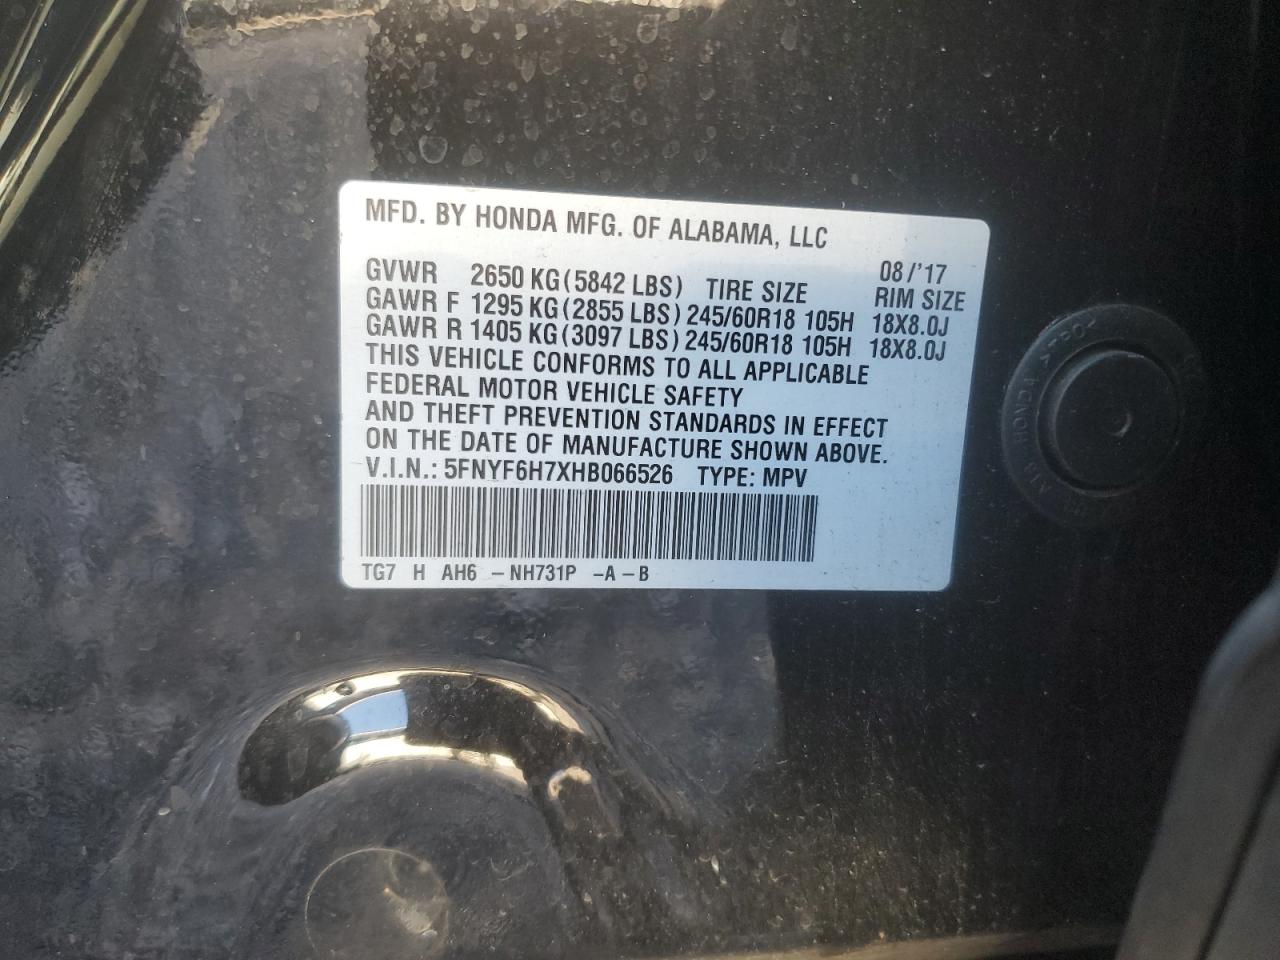 MFD. BY HONDA MFG. OF ALABAMA, LLC
08/'17
GVWR 2650 KG (5842 LBS) TIRE SIZE RIM SIZE
GAWR F 1295 KG (2855 LBS) 245/60R18 105H 18X8.0J
GAWR R 1405 KG (3097 LBS) 245/60R18 105H 18X8.0J
THIS VEHICLE CONFORMS TO ALL APPLICABLE
FEDERAL MOTOR VEHICLE SAFETY
AND THEFT PREVENTION STANDARDS IN EFFECT
ON THE DATE OF MANUFACTURE SHOWN ABOVE.
V.I.N.: 5FNYF6H7XHB066526 TYPE: MPV
TG7 H AH6 – NH731P –A – B
HONDA